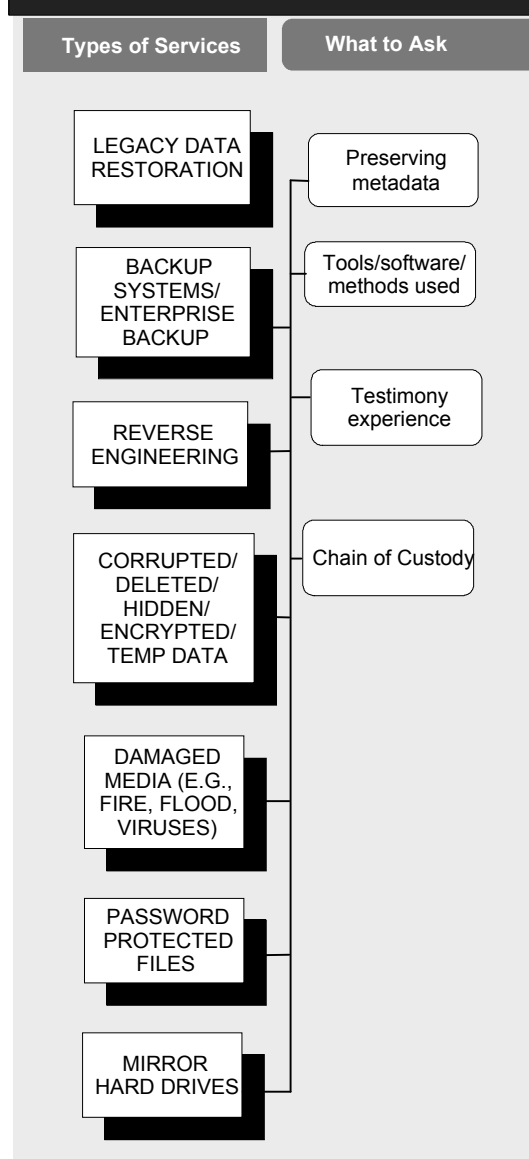 Types of Services
What to Ask
LEGACY DATA
RESTORATION
BACKUP
SYSTEMS/
ENTERPRISE
BACKUP
REVERSE
ENGINEERING
CORRUPTED/
DELETED/
HIDDEN/
ENCRYPTED/
TEMP DATA
DAMAGED
MEDIA (E.G.,
FIRE, FLOOD,
VIRUSES)
PASSWORD
PROTECTED
FILES
MIRROR
HARD DRIVES
Preserving
metadata
Tools/software/
methods used
Testimony
experience
Chain of Custody